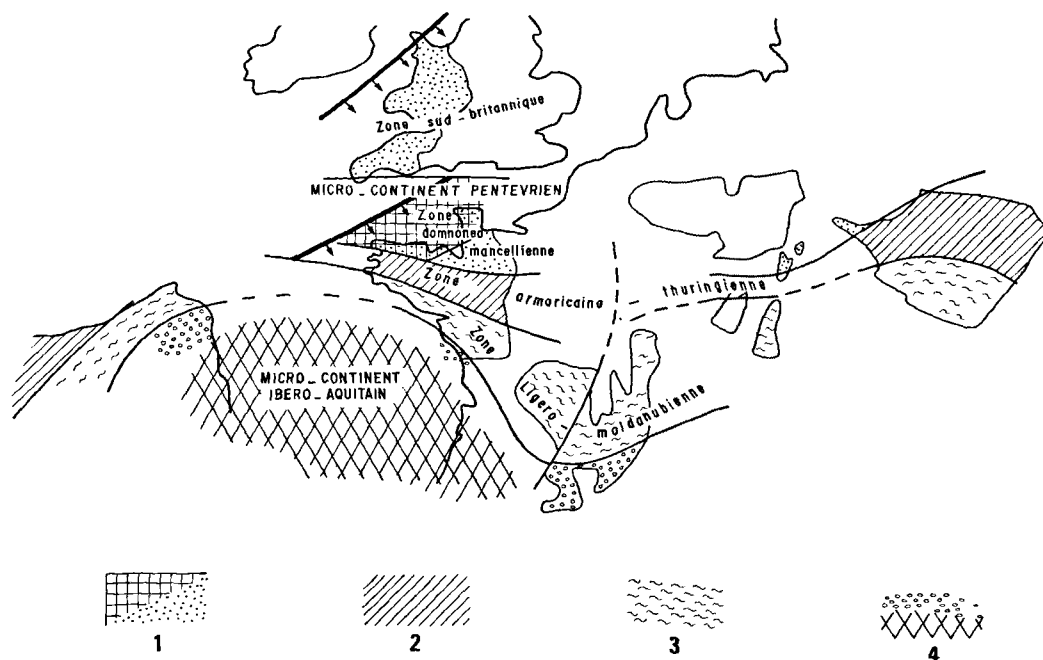 Zone sud-britannique
MICRO-CONTINENT PENTEVRIEN
Zone
domnoneo
mancellienne
Zone armoricaine - thuringienne
Zone Ligero - moldanubienne
MICRO-CONTINENT
IBERO-AQUITAIN
1 2 3 4